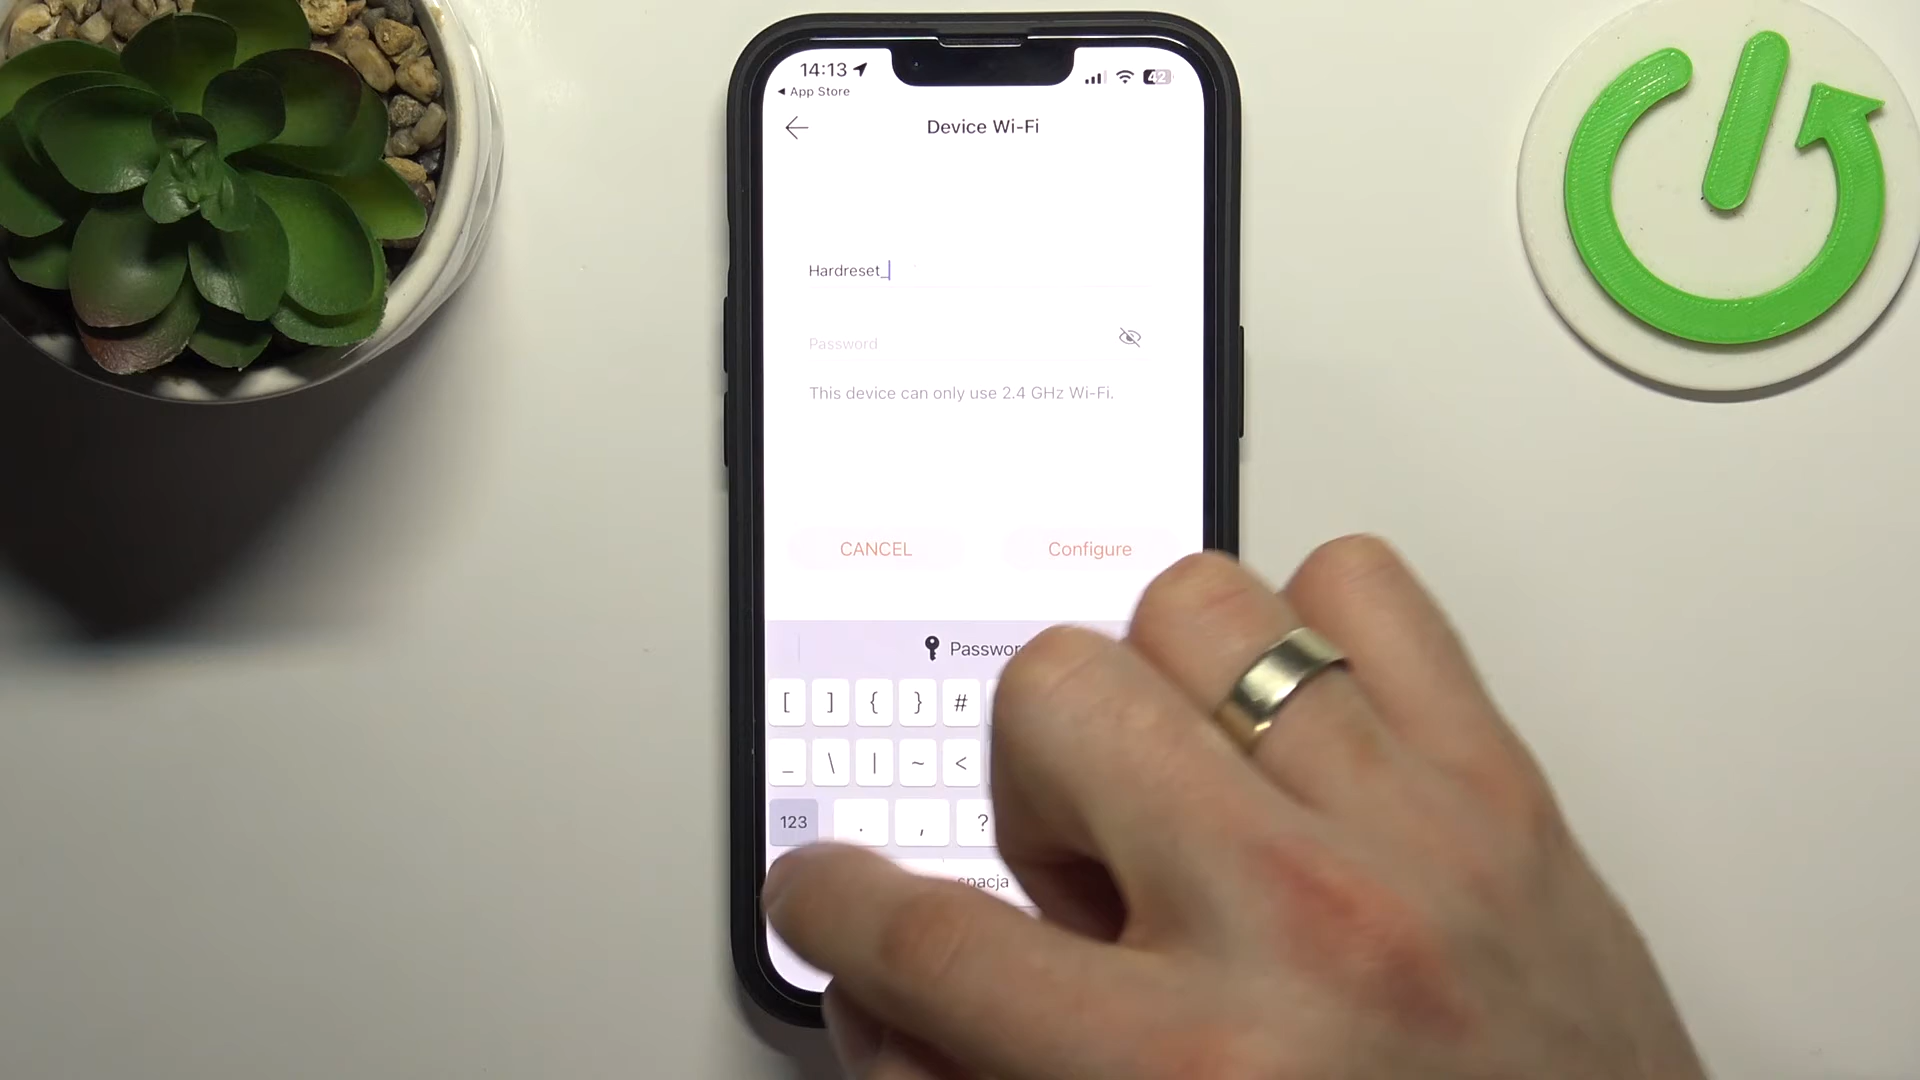 14:13
42
App Store
Device Wi-Fi
Hardreset_
Password
This device can only use 2.4 GHz Wi-Fi.
CANCEL
Configure
[ ] { } #
_ \ | ~ <
123 . , ?